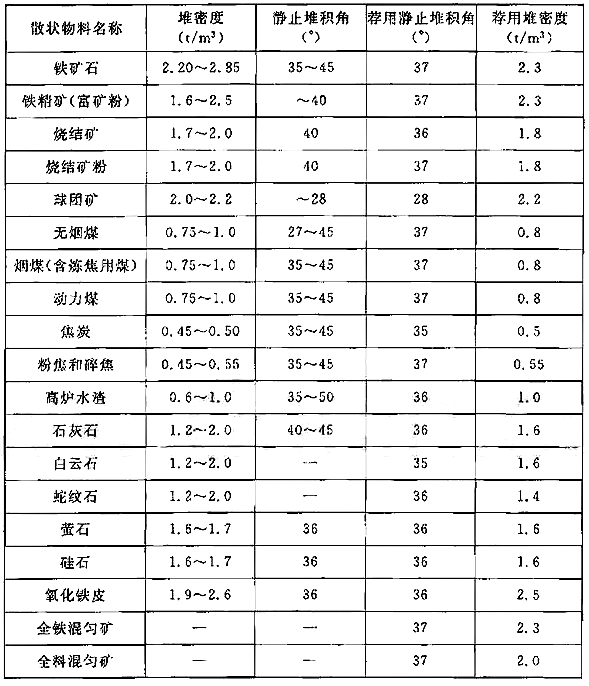 散状物料名称 堆密度 (t/m³) 静止堆积角 (°) 荐用静止堆积角 (°) 荐用堆密度 (t/m³)
铁矿石 2.20～2.85 35～45 37 2.3
铁精矿(富矿粉) 1.6～2.5 ～40 37 2.3
烧结矿 1.7～2.0 40 36 1.8
烧结矿粉 1.7～2.0 40 37 1.8
球团矿 2.0～2.2 ～28 28 2.2
无烟煤 0.75～1.0 27～45 37 0.8
烟煤(含炼焦用煤) 0.75～1.0 35～45 37 0.8
动力煤 0.75～1.0 35～45 37 0.8
焦炭 0.45～0.50 35～45 35 0.5
粉焦和碎焦 0.45～0.55 35～45 37 0.55
高炉水渣 0.6～1.0 35～50 36 1.0
石灰石 1.2～2.0 40～45 36 1.6
白云石 1.2～2.0 — 35 1.6
蛇纹石 1.2～2.0 — 36 1.4
萤石 1.6～1.7 36 36 1.6
硅石 1.6～1.7 36 36 1.6
氧化铁皮 1.9～2.6 36 36 2.5
全铁混匀矿 — — 37 2.3
全料混匀矿 — — 37 2.0